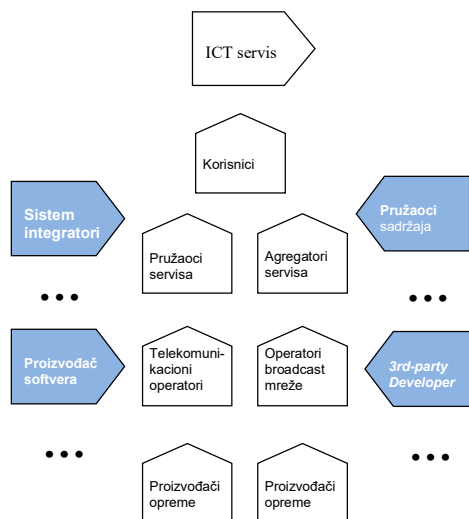 ICT servis
Korisnici
Sistem
integratori
Pružaoci
sadržaja
Pružaoci
servisa
Agregatori
servisa
•••
•••
Proizvođač
softvera
Telekomuni-
kacioni
operatori
Operatori
broadcast
mreže
3rd-party
Developer
•••
•••
Proizvođači
opreme
Proizvođači
opreme